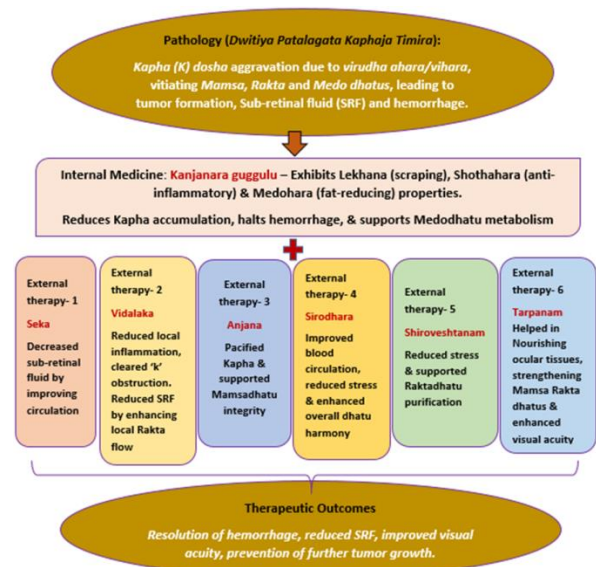 Pathology (Dwitiya Patalagata Kaphaja Timira):
Kapha (K) dosha aggravation due to virudha ahara/vihara,
vitiating Mamsa, Rakta and Medo dhatus, leading to
tumor formation, Sub-retinal fluid (SRF) and hemorrhage.
Internal Medicine: Kanjanara guggulu – Exhibits Lekhana (scraping), Shothahara (anti-
inflammatory) & Medohara (fat-reducing) properties.
Reduces Kapha accumulation, halts hemorrhage, & supports Medodhatu metabolism
External
therapy- 1
Seka
Decreased
sub-retinal
fluid by
improving
circulation
External
therapy- 2
Vidalaka
Reduced local
inflammation,
cleared ‘k’
obstruction.
Reduced SRF
by enhancing
local Rakta
flow
External
therapy- 3
Anjana
Pacified
Kapha &
supported
Mamsadhatu
integrity
External
therapy- 4
Sirodhara
Improved
blood
circulation,
reduced stress
& enhanced
overall dhatu
harmony
External
therapy- 5
Shiroveshtanam
Reduced stress
& supported
Raktadhatu
purification
External
therapy- 6
Tarpanam
Helped in
Nourishing
ocular tissues,
strengthening
Mamsa Rakta
dhatus &
enhanced
visual acuity
Therapeutic Outcomes
Resolution of hemorrhage, reduced SRF, improved visual
acuity, prevention of further tumor growth.